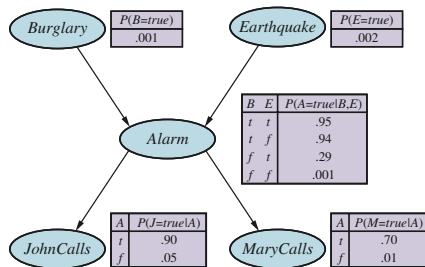 Burglary
P(B=true)
.001
Earthquake
P(E=true)
.002
Alarm
B E P(A=true|B,E)
t t .95
t f .94
f t .29
f f .001
JohnCalls
A P(J=true|A)
t .90
f .05
MaryCalls
A P(M=true|A)
t .70
f .01